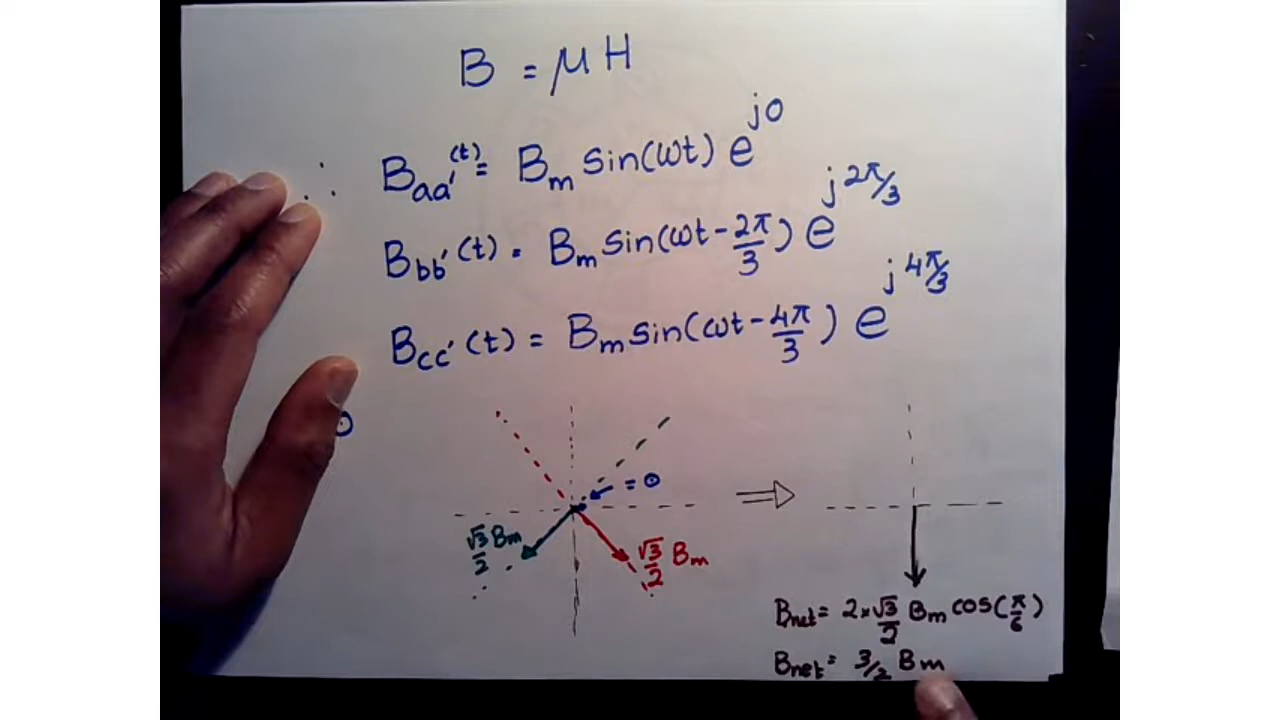 B = μH
∴ Baa'(t) = Bm sin(ωt) e^j0
Bbb'(t) = Bm sin(ωt - 2π/3) e^j2π/3
Bcc'(t) = Bm sin(ωt - 4π/3) e^j4π/3
0
= 0
√3/2 Bm
√3/2 Bm
Bnet = 2 × √3/2 Bm cos(π/6)
Bnet = 3/2 Bm